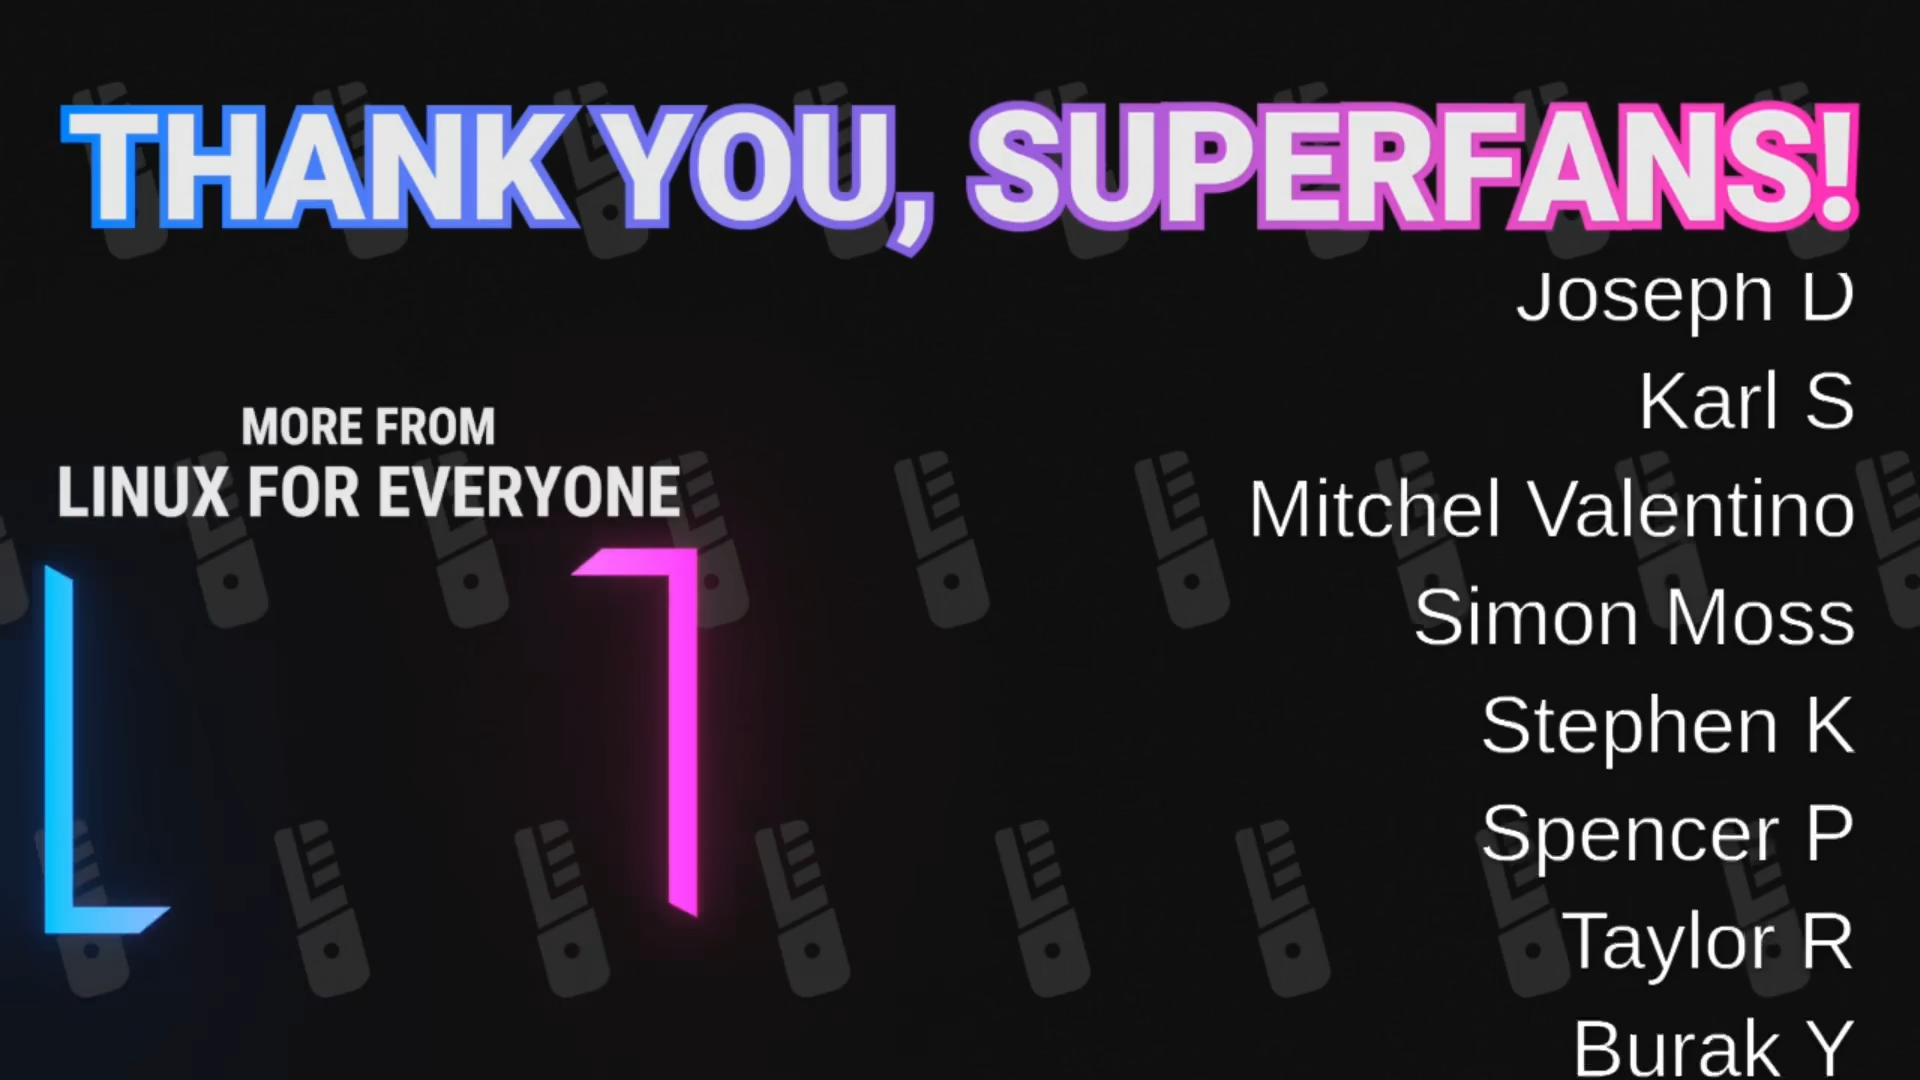 THANK YOU, SUPERFANS!
Joseph D
Karl S
MORE FROM
LINUX FOR EVERYONE
Mitchel Valentino
Simon Moss
Stephen K
Spencer P
Taylor R
Burak Y